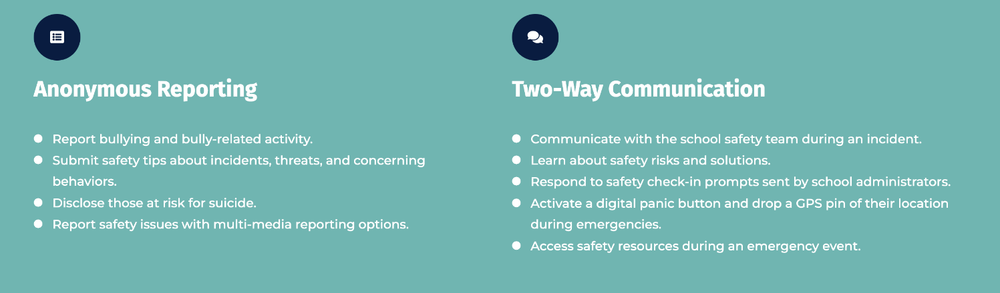 Anonymous Reporting
Report bullying and bully-related activity.
Submit safety tips about incidents, threats, and concerning
behaviors.
Disclose those at risk for suicide.
Report safety issues with multi-media reporting options.
Two-Way Communication
Communicate with the school safety team during an incident.
Learn about safety risks and solutions.
Respond to safety check-in prompts sent by school administrators.
Activate a digital panic button and drop a GPS pin of their location
during emergencies.
Access safety resources during an emergency event.